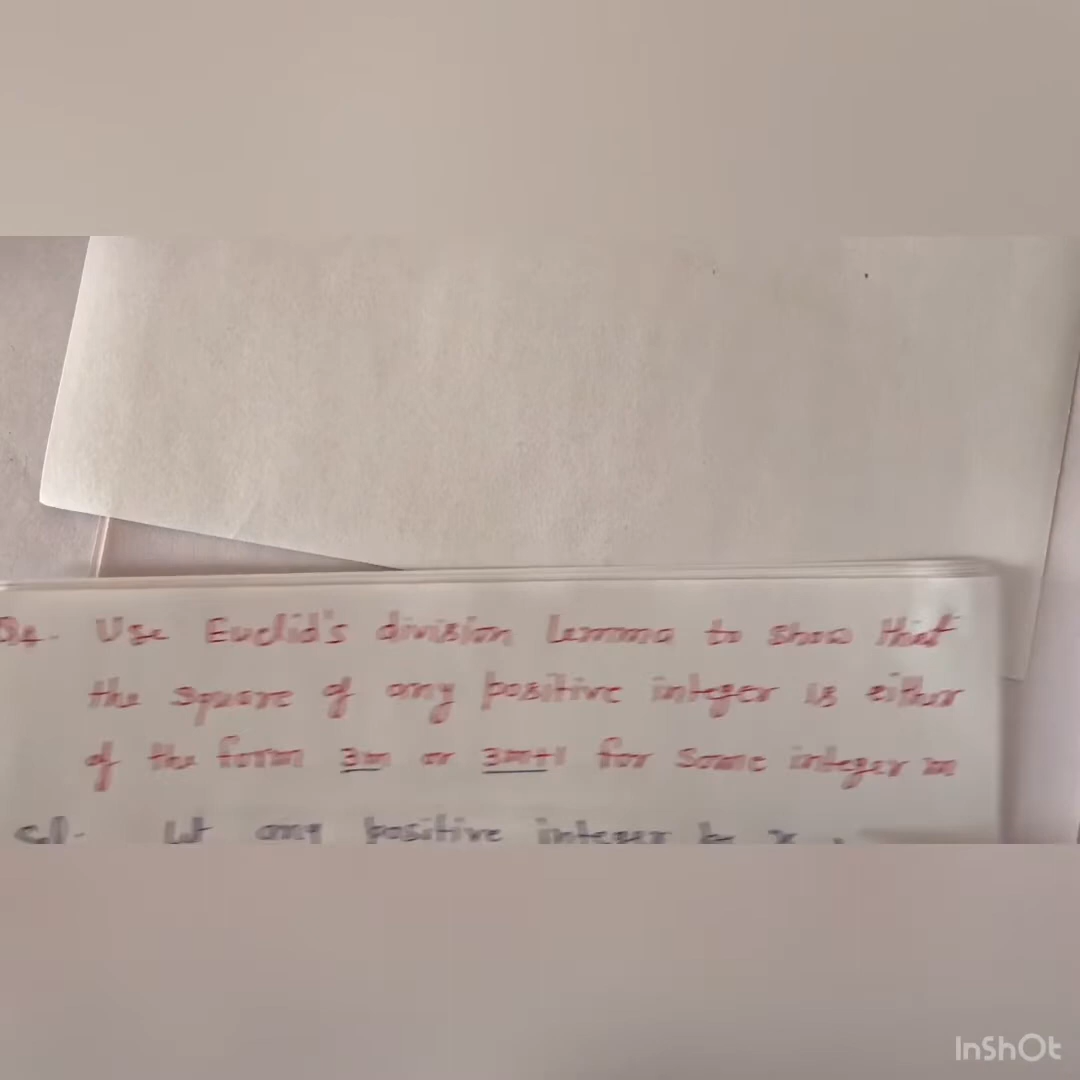 Q4. Use Euclid's division lemma to show that
the square of any positive integer is either
of the form 3m or 3m+1 for some integer m
Sol- Let any positive integer be x.
InShOt